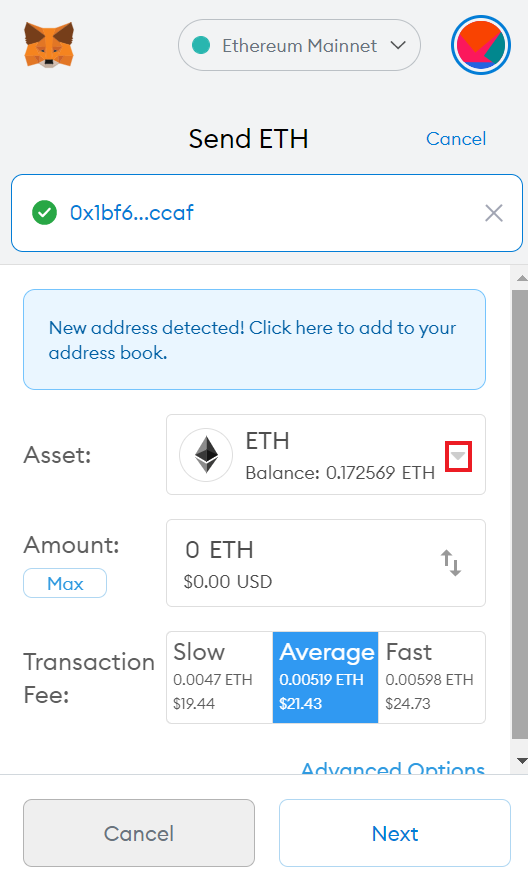 Ethereum Mainnet
Send ETH
Cancel
0x1bf6...ccaf
New address detected! Click here to add to your
address book.
Asset:
ETH
Balance: 0.172569 ETH
Amount:
Max
0 ETH
$0.00 USD
Transaction
Fee:
Slow
0.0047 ETH
$19.44
Average
0.00519 ETH
$21.43
Fast
0.00598 ETH
$24.73
Advanced Options
Cancel
Next